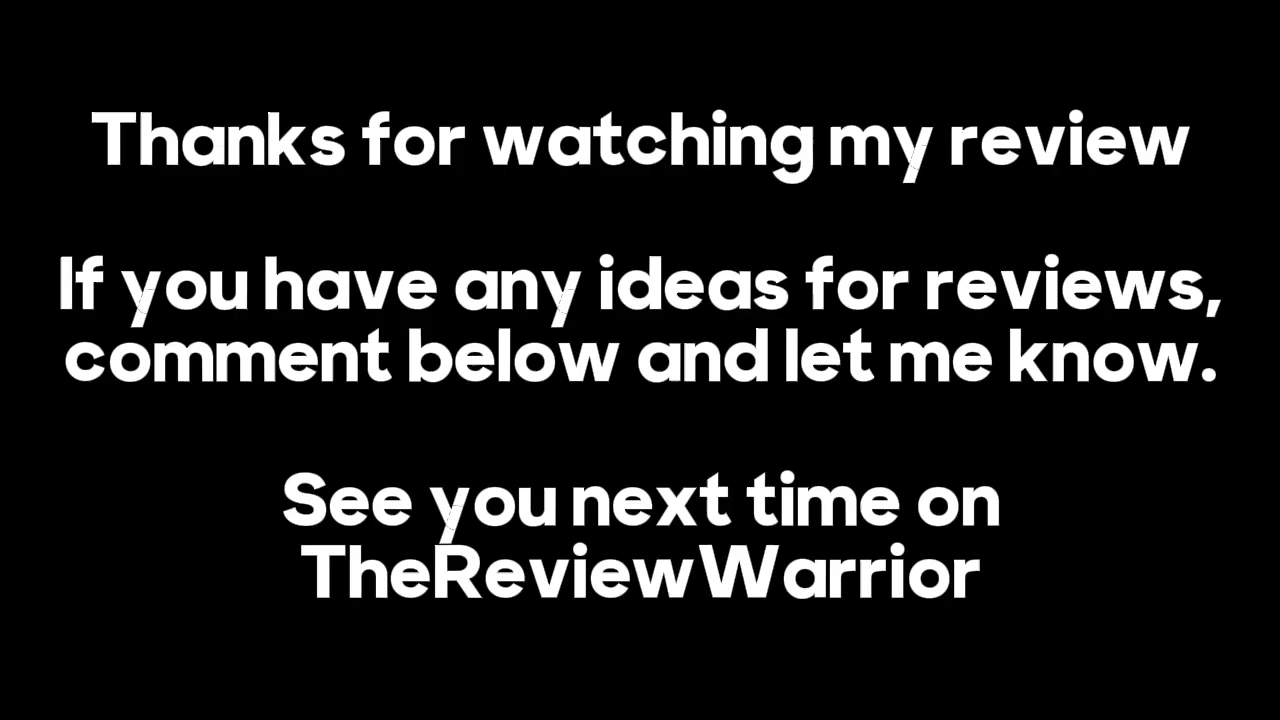 Thanks for watching my review
If you have any ideas for reviews,
comment below and let me know.
See you next time on
TheReviewWarrior